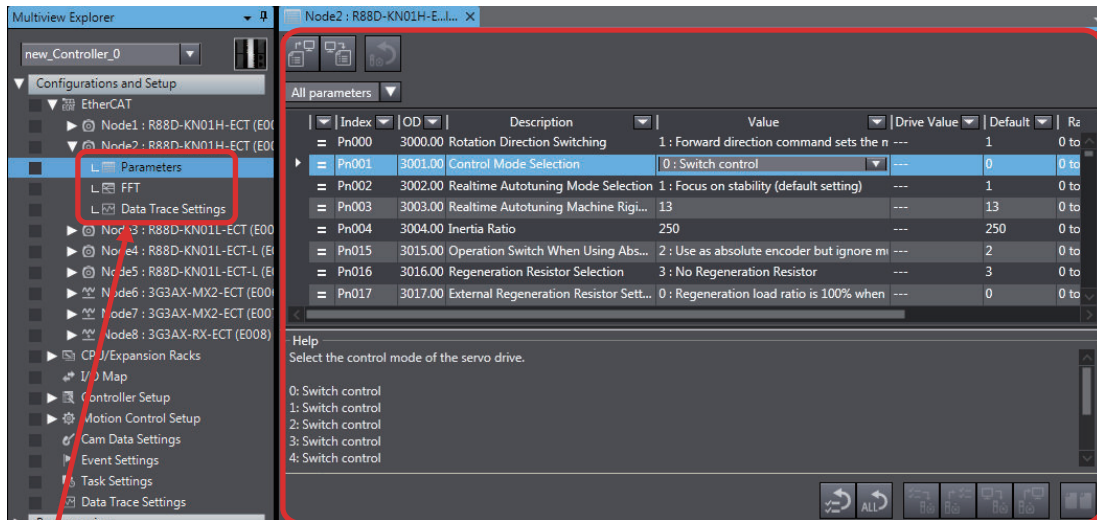 Multiview Explorer
new_Controller_0
Configurations and Setup
EtherCAT
Node1 : R88D-KN01H-ECT (E00
Node2 : R88D-KN01H-ECT (E00
Parameters
FFT
Data Trace Settings
Node3 : R88D-KN01L-ECT (E00
Node4 : R88D-KN01L-ECT-L (E
Node5 : R88D-KN01L-ECT-L (E
Node6 : 3G3AX-MX2-ECT (E00
Node7 : 3G3AX-MX2-ECT (E00
Node8 : 3G3AX-RX-ECT (E008)
CPU/Expansion Racks
I/O Map
Controller Setup
Motion Control Setup
Cam Data Settings
Event Settings
Task Settings
Data Trace Settings
Node2 : R88D-KN01H-E...l...
All parameters
Index OD Description Value Drive Value Default Ra
= Pn000 3000.00 Rotation Direction Switching 1 : Forward direction command sets the n --- 1 0 to
= Pn001 3001.00 Control Mode Selection 0 : Switch control --- 0 0 to
= Pn002 3002.00 Realtime Autotuning Mode Selection 1 : Focus on stability (default setting) --- 1 0 to
= Pn003 3003.00 Realtime Autotuning Machine Rigi... 13 --- 13 0 to
= Pn004 3004.00 Inertia Ratio 250 --- 250 0 to
= Pn015 3015.00 Operation Switch When Using Abs... 2 : Use as absolute encoder but ignore mu --- 2 0 to
= Pn016 3016.00 Regeneration Resistor Selection 3 : No Regeneration Resistor --- 3 0 to
= Pn017 3017.00 External Regeneration Resistor Sett... 0 : Regeneration load ratio is 100% when --- 0 0 to
Help
Select the control mode of the servo drive.
0: Switch control
1: Switch control
2: Switch control
3: Switch control
4: Switch control
ALL